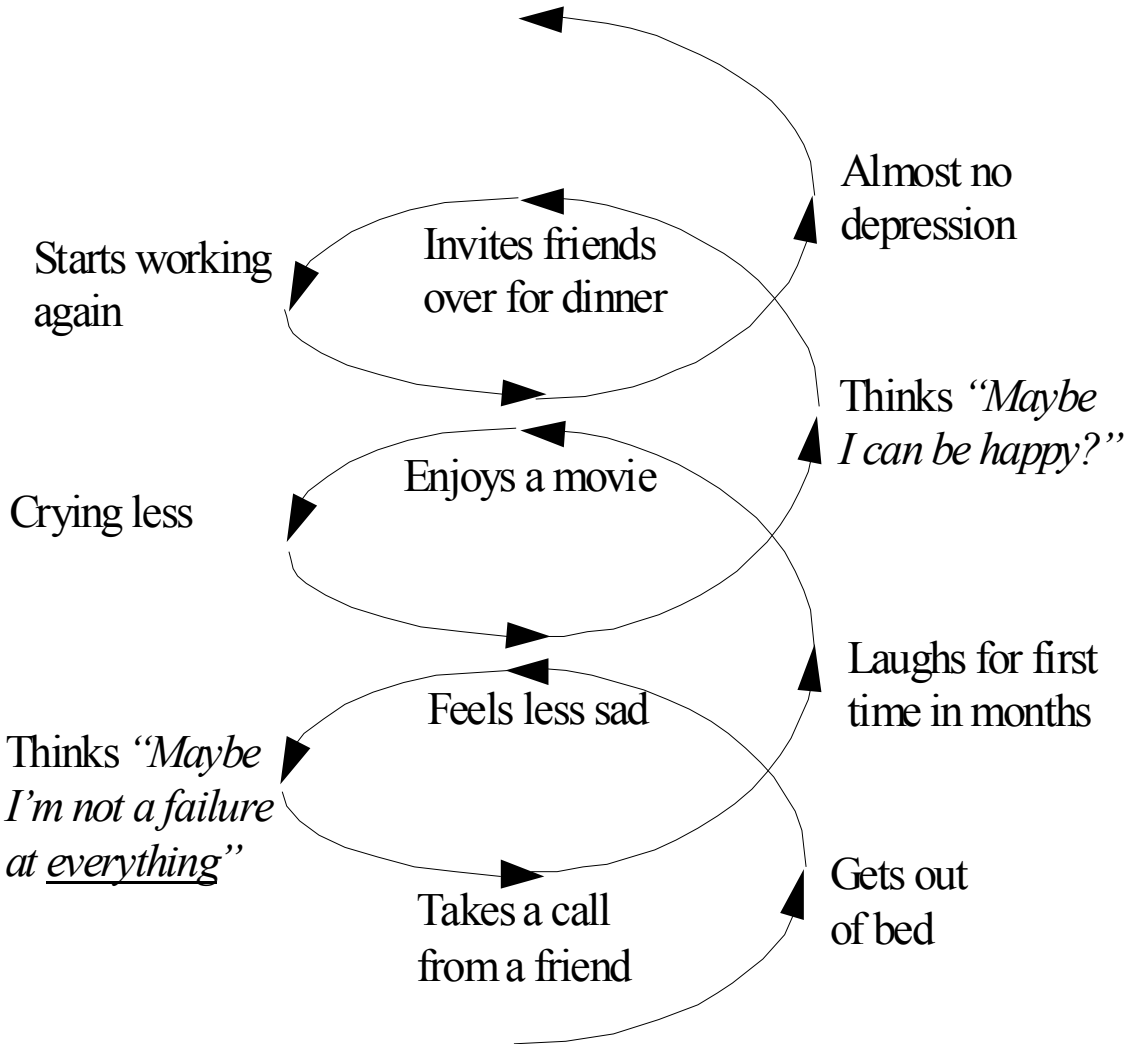 Almost no
depression
Invites friends
over for dinner
Starts working
again
Thinks “Maybe
I can be happy?”
Enjoys a movie
Crying less
Laughs for first
time in months
Feels less sad
Thinks “Maybe
I’m not a failure
at everything”
Gets out
of bed
Takes a call
from a friend